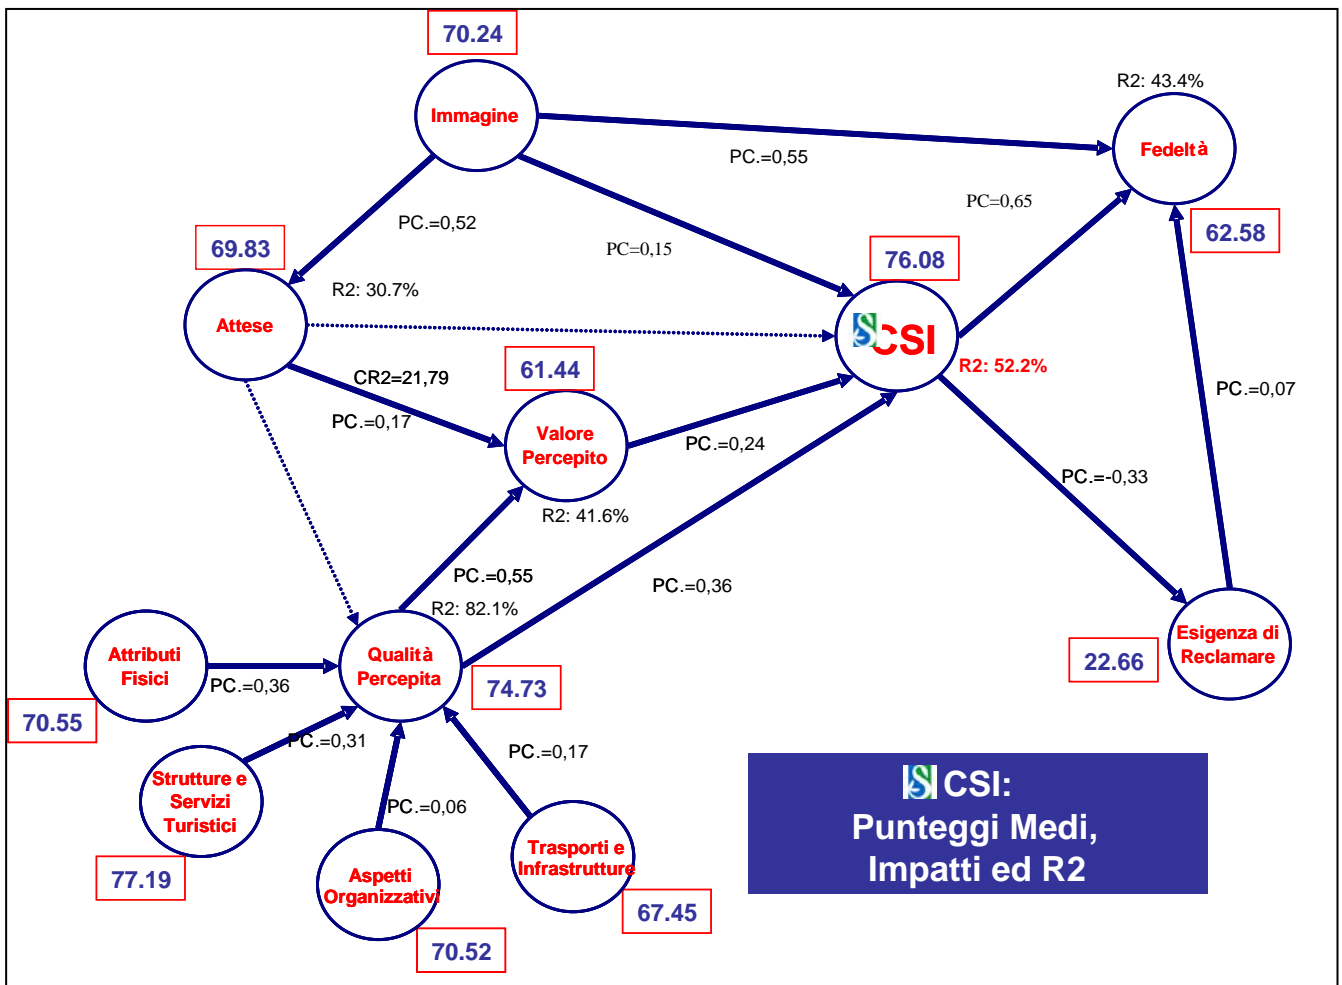 70.24
Immagine
R2: 43.4%
Fedeltà
PC.=0,55
PC=0,65
PC.=0,52
62.58
69.83
PC=0,15
76.08
R2: 30.7%
Attese
CSI
R2: 52.2%
CR2=21,79
61.44
PC.=0,07
PC.=0,17
Valore
Percepito
PC.=0,24
PC.=-0,33
R2: 41.6%
PC.=0,55
PC.=0,36
R2: 82.1%
Attributi
Fisici
Qualità
Percepita
Esigenza di
Reclamare
22.66
PC.=0,36
74.73
70.55
PC.=0,31
PC.=0,17
Strutture e
Servizi
Turistici
PC.=0,06
CSI:
Punteggi Medi,
Impatti ed R2
Trasporti e
Infrastrutture
77.19
Aspetti
Organizzativi
67.45
70.52